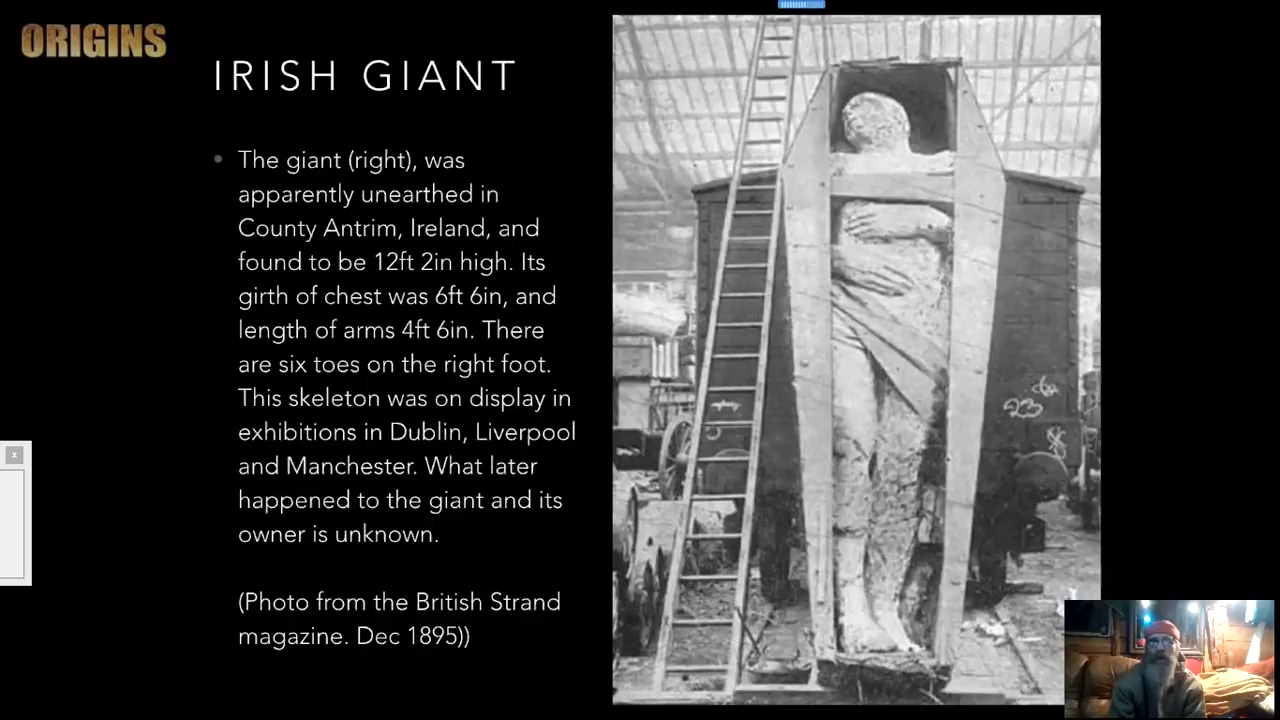 ORIGINS
IRISH GIANT
• The giant (right), was
apparently unearthed in
County Antrim, Ireland, and
found to be 12ft 2in high. Its
girth of chest was 6ft 6in, and
length of arms 4ft 6in. There
are six toes on the right foot.
This skeleton was on display in
exhibitions in Dublin, Liverpool
and Manchester. What later
happened to the giant and its
owner is unknown.
(Photo from the British Strand
magazine. Dec 1895))
x
23